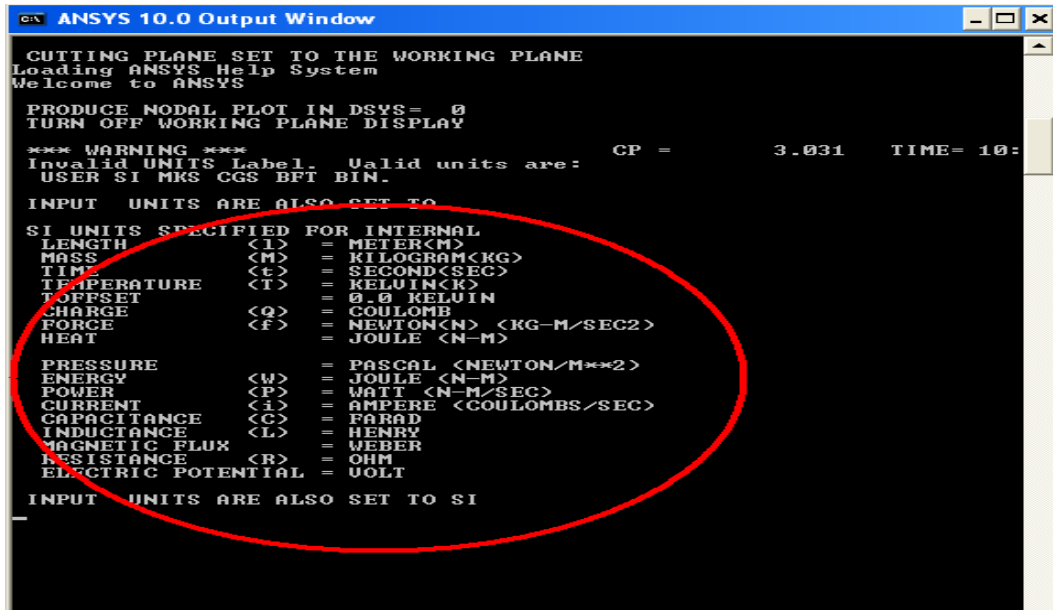 ANSYS 10.0 Output Window
CUTTING PLANE SET TO THE WORKING PLANE
Loading ANSYS Help System
Welcome to ANSYS
PRODUCE NODAL PLOT IN DSYS= 0
TURN OFF WORKING PLANE DISPLAY
*** WARNING *** CP = 3.031 TIME= 10:
Invalid UNITS Label. Valid units are:
USER SI MKS CGS BFT BIN.
INPUT UNITS ARE ALSO SET TO
SI UNITS SPECIFIED FOR INTERNAL
LENGTH (l) = METER(M)
MASS (M) = KILOGRAM(KG)
TIME (t) = SECOND(SEC)
TEMPERATURE (T) = KELVIN(K)
TOFFSET = 0.0 KELVIN
CHARGE (Q) = COULOMB
FORCE (f) = NEWTON(N) (KG-M/SEC2)
HEAT = JOULE (N-M)
PRESSURE = PASCAL (NEWTON/M**2)
ENERGY (W) = JOULE (N-M)
POWER (P) = WATT (N-M/SEC)
CURRENT (i) = AMPERE (COULOMBS/SEC)
CAPACITANCE (C) = FARAD
INDUCTANCE (L) = HENRY
MAGNETIC FLUX = WEBER
RESISTANCE (R) = OHM
ELECTRIC POTENTIAL = VOLT
INPUT UNITS ARE ALSO SET TO SI